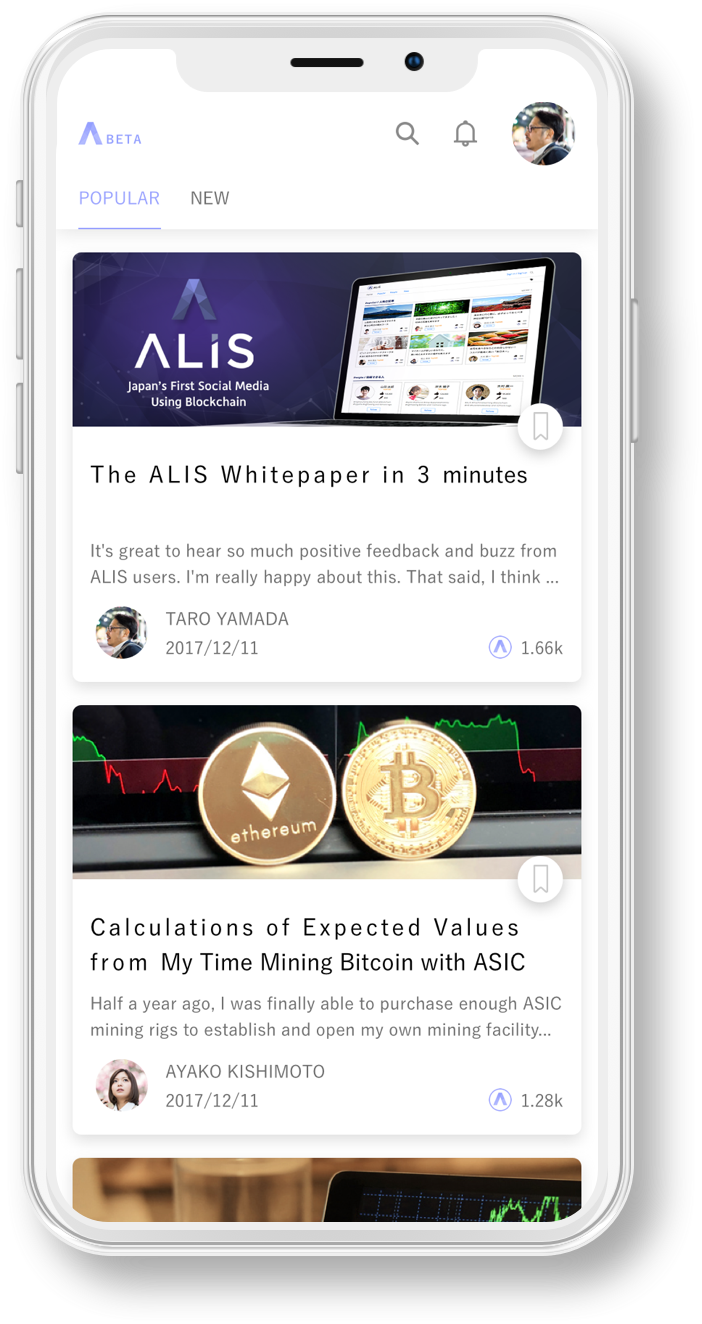 BETA
POPULAR NEW
ALIS
Japan's First Social Media
Using Blockchain
The ALIS Whitepaper in 3 minutes
It's great to hear so much positive feedback and buzz from
ALIS users. I'm really happy about this. That said, I think ...
TARO YAMADA
2017/12/11 1.66k
ethereum
Calculations of Expected Values
from My Time Mining Bitcoin with ASIC
Half a year ago, I was finally able to purchase enough ASIC
mining rigs to establish and open my own mining facility...
AYAKO KISHIMOTO
2017/12/11 1.28k